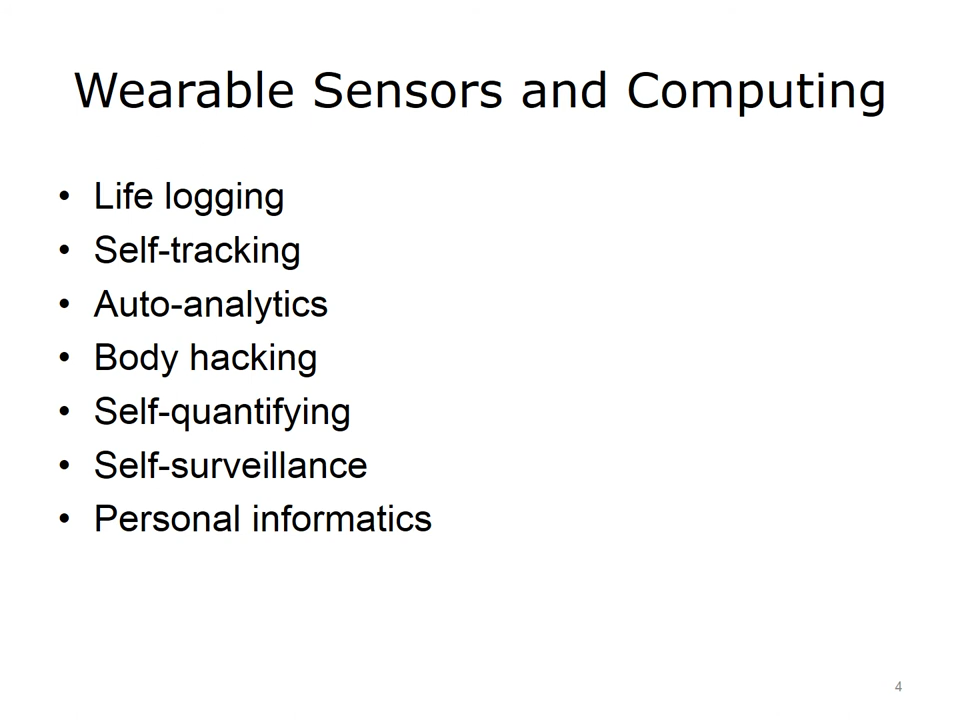 Wearable Sensors and Computing
• Life logging
• Self-tracking
• Auto-analytics
• Body hacking
• Self-quantifying
• Self-surveillance
• Personal informatics
4